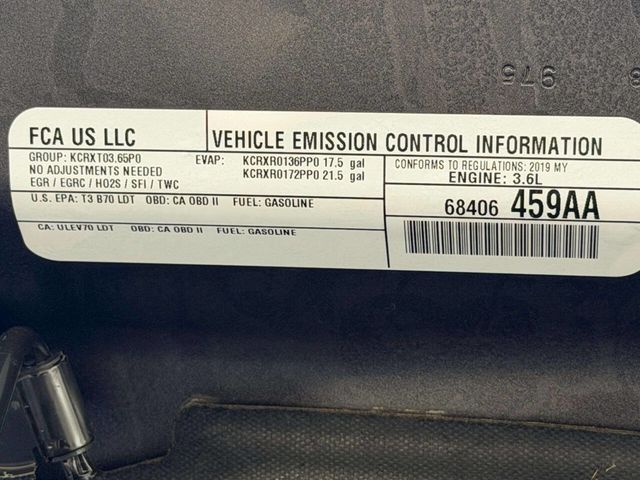 FCA US LLC
VEHICLE EMISSION CONTROL INFORMATION
GROUP: KCRXT03.65P0
EVAP: KCRXR0136PP0 17.5 gal
CONFORMS TO REGULATIONS: 2019 MY
NO ADJUSTMENTS NEEDED
KCRXR0172PP0 21.5 gal
ENGINE: 3.6L
EGR / EGRC / HO2S / SFI / TWC
U.S. EPA: T3 B70 LDT OBD: CA OBD II FUEL: GASOLINE
68406 459AA
CA: ULEV70 LDT OBD: CA OBD II FUEL: GASOLINE
975